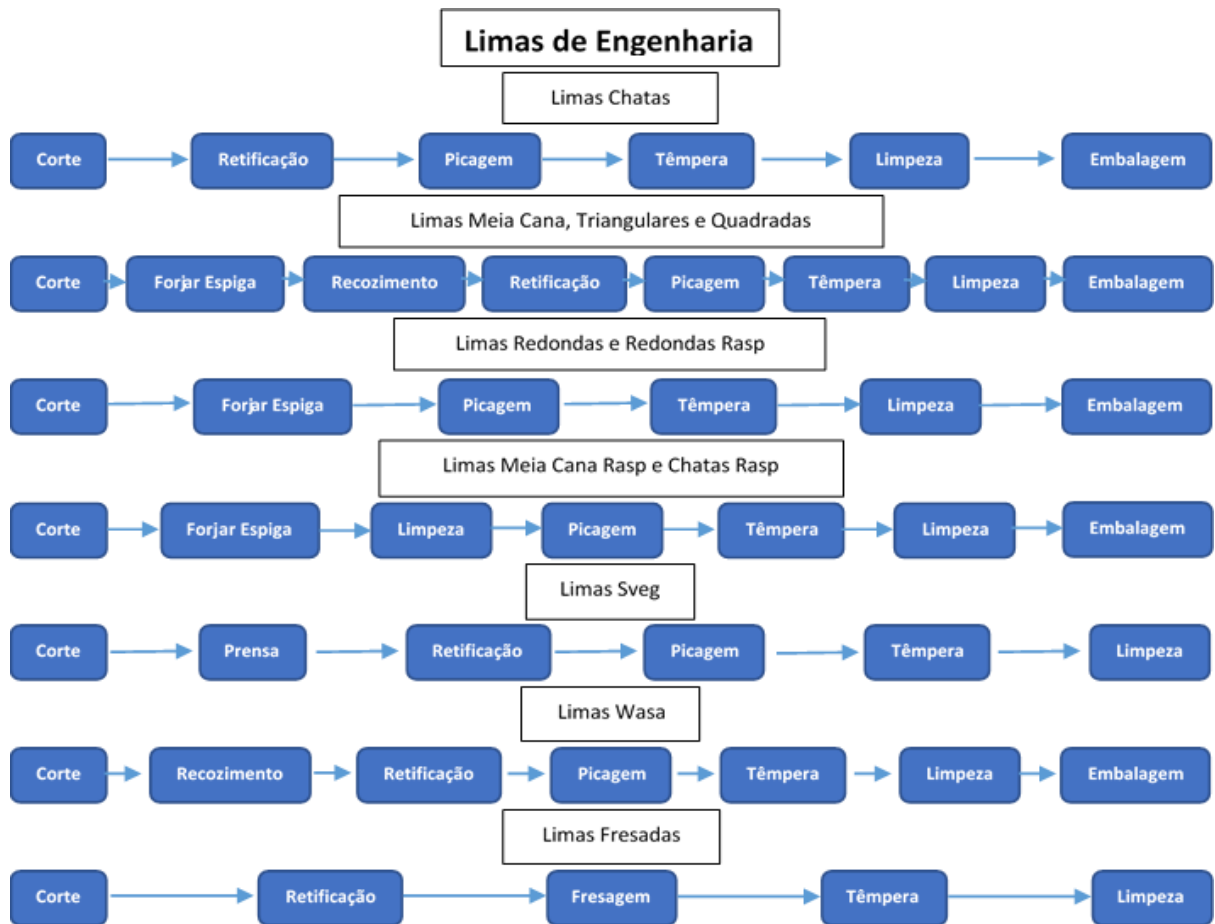 Limas de Engenharia
Limas Chatas
Corte Retificação Picagem Têmpera Limpeza Embalagem
Limas Meia Cana, Triangulares e Quadradas
Corte Forjar Espiga Recozimento Retificação Picagem Têmpera Limpeza Embalagem
Limas Redondas e Redondas Rasp
Corte Forjar Espiga Picagem Têmpera Limpeza Embalagem
Limas Meia Cana Rasp e Chatas Rasp
Corte Forjar Espiga Limpeza Picagem Têmpera Limpeza Embalagem
Limas Sveg
Corte Prensa Retificação Picagem Têmpera Limpeza
Limas Wasa
Corte Recozimento Retificação Picagem Têmpera Limpeza Embalagem
Limas Fresadas
Corte Retificação Fresagem Têmpera Limpeza